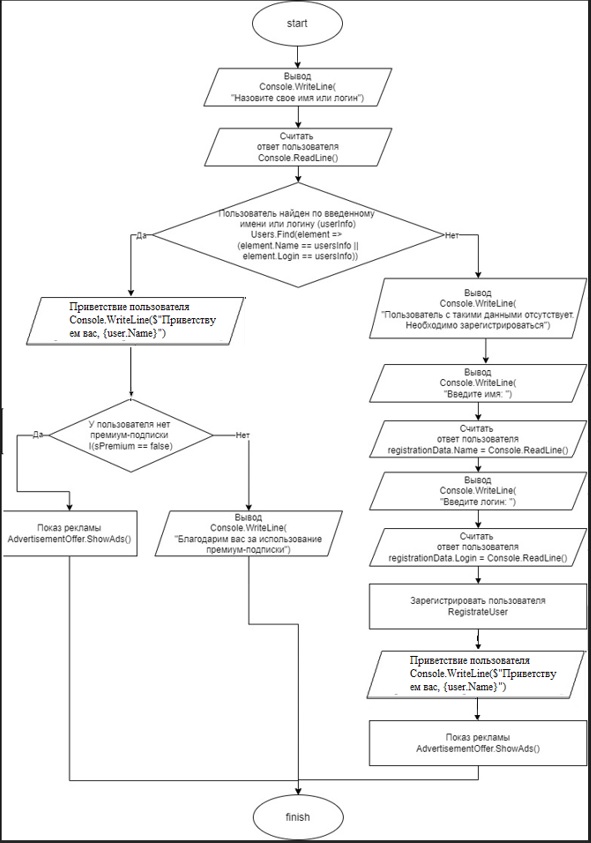 start
Вывод
Console.WriteLine(
"Назовите свое имя или логин")
Считать
ответ пользователя
Console.ReadLine()
Пользователь найден по введенному
имени или логину (userInfo)
Users.Find(element =>
(element.Name == usersInfo ||
element.Login == usersInfo))
Да
Нет
Приветствие пользователя
Console.WriteLine($"Приветству
ем вас, {user.Name}")
У пользователя нет
премиум-подписки
I(sPremium == false)
Да
Нет
Показ рекламы
AdvertisementOffer.ShowAds()
Вывод
Console.WriteLine(
"Благодарим вас за использование
премиум-подписки")
Вывод
Console.WriteLine(
"Пользователь с такими данными отсутствует.
Необходимо зарегистрироваться")
Вывод
Console.WriteLine(
"Введите имя: ")
Считать
ответ пользователя
registrationData.Name = Console.ReadLine()
Вывод
Console.WriteLine(
"Введите логин: ")
Считать
ответ пользователя
registrationData.Login = Console.ReadLine()
Зарегистрировать пользователя
RegistrateUser
Приветствие пользователя
Console.WriteLine($"Приветству
ем вас, {user.Name}")
Показ рекламы
AdvertisementOffer.ShowAds()
finish